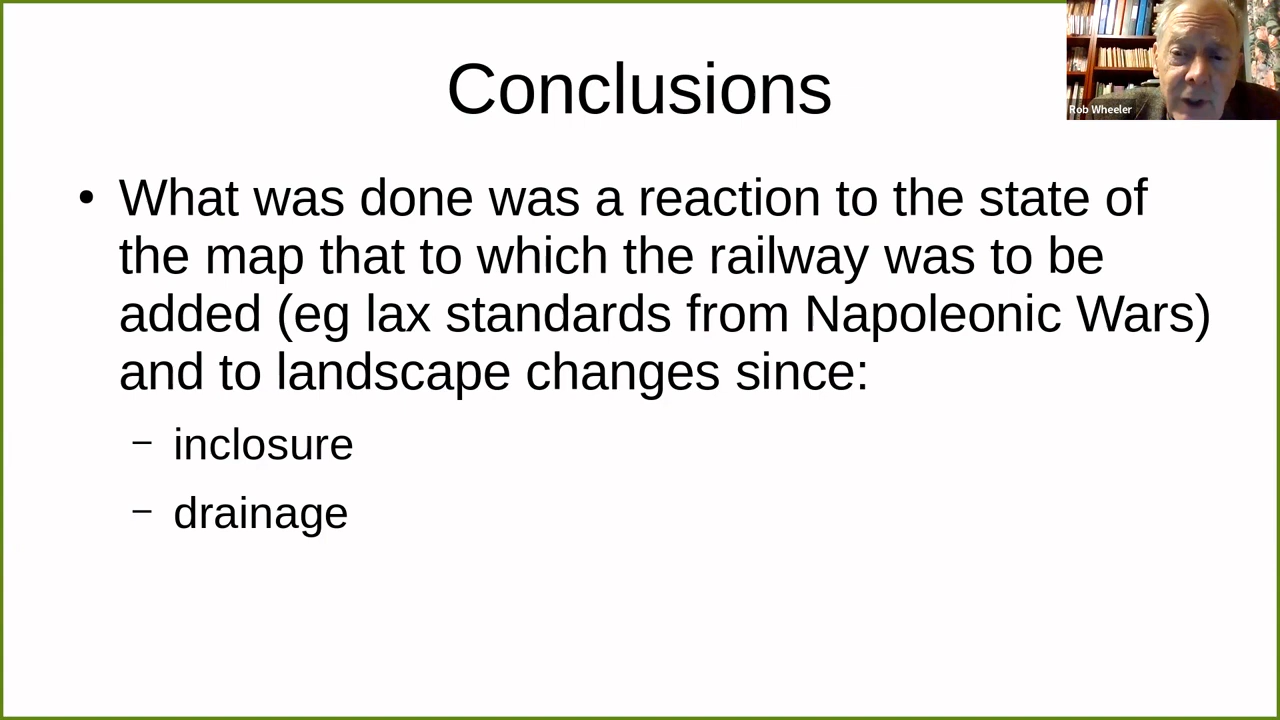 Conclusions
Rob Wheeler
• What was done was a reaction to the state of
the map that to which the railway was to be
added (eg lax standards from Napoleonic Wars)
and to landscape changes since:
– inclosure
– drainage